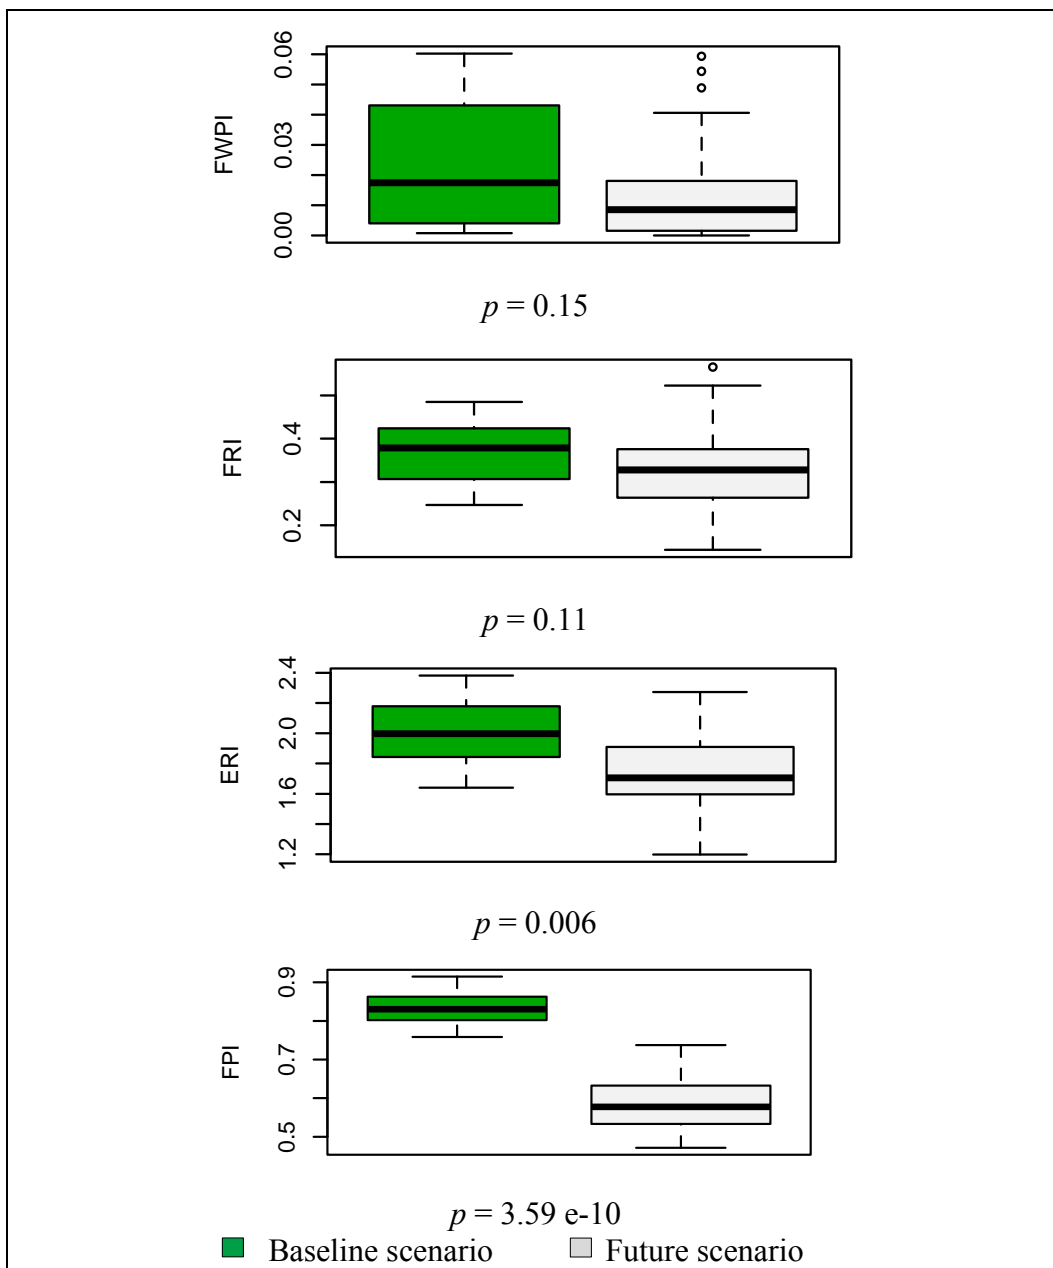 0.06
0.03
0.00
FWPI
p = 0.15
0.4
0.2
FRI
p = 0.11
2.4
2.0
1.6
1.2
ERI
p = 0.006
0.9
0.7
0.5
FPI
p = 3.59 e-10
Baseline scenario Future scenario